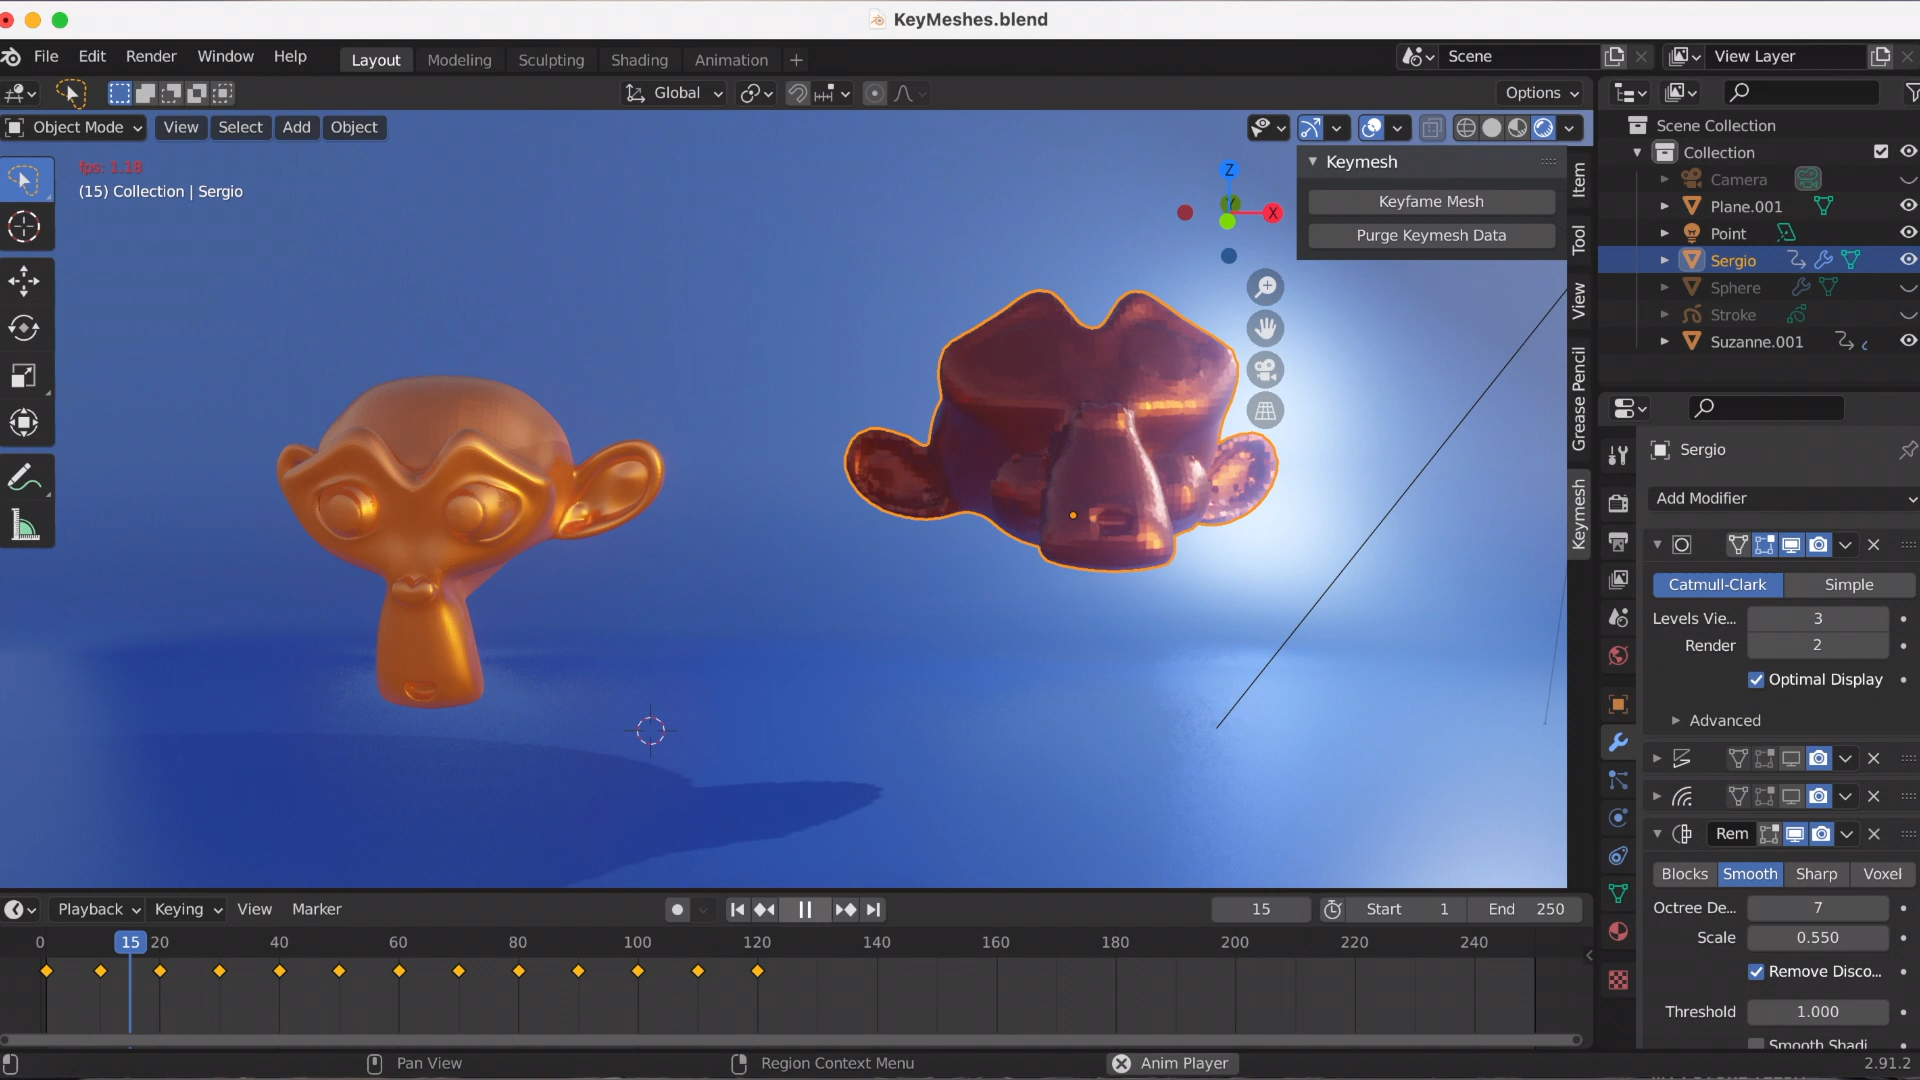 KeyMeshes.blend
File Edit Render Window Help
Layout Modeling Sculpting Shading Animation +
Scene
View Layer
Global
Options
Object Mode View Select Add Object
fps: 1.18
(15) Collection | Sergio
Z
Y
X
Keymesh
Keyfame Mesh
Purge Keymesh Data
Item
Tool
View
Grease Pencil
Keymesh
Scene Collection
Collection
Camera
Plane.001
Point
Sergio
Sphere
Stroke
Suzanne.001
Sergio
Add Modifier
Catmull-Clark Simple
Levels Vie... 3
Render 2
Optimal Display
Advanced
Rem
Blocks Smooth Sharp Voxel
Octree De... 7
Scale 0.550
Remove Disco...
Threshold 1.000
Smooth Shadi
Playback Keying View Marker
15 Start 1 End 250
0 15 20 40 60 80 100 120 140 160 180 200 220 240
Pan View Region Context Menu Anim Player 2.91.2